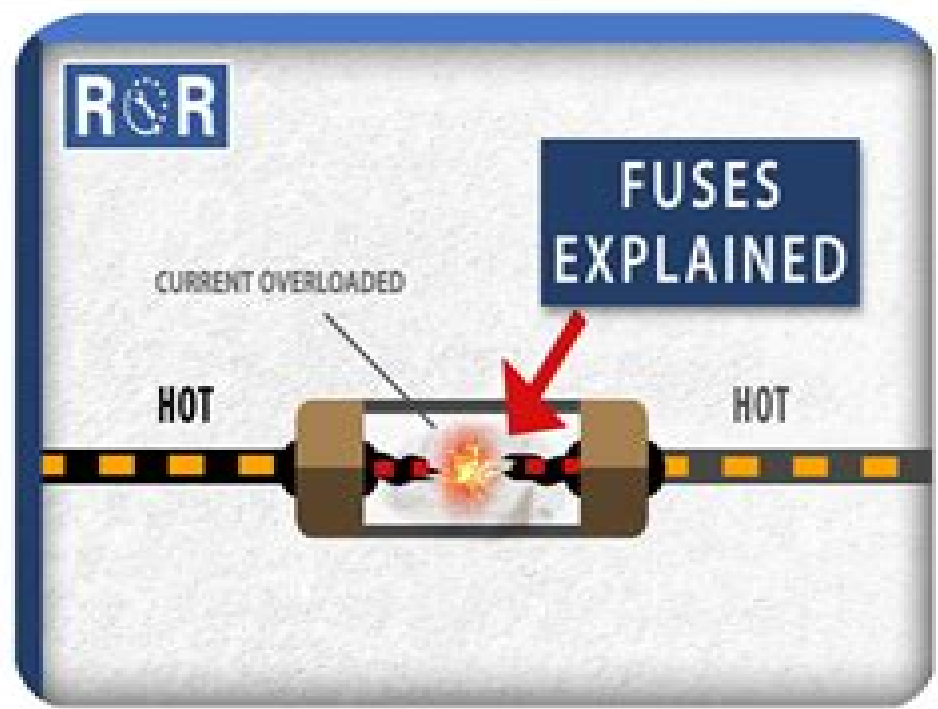 R R
FUSES
EXPLAINED
CURRENT OVERLOADED
HOT
HOT